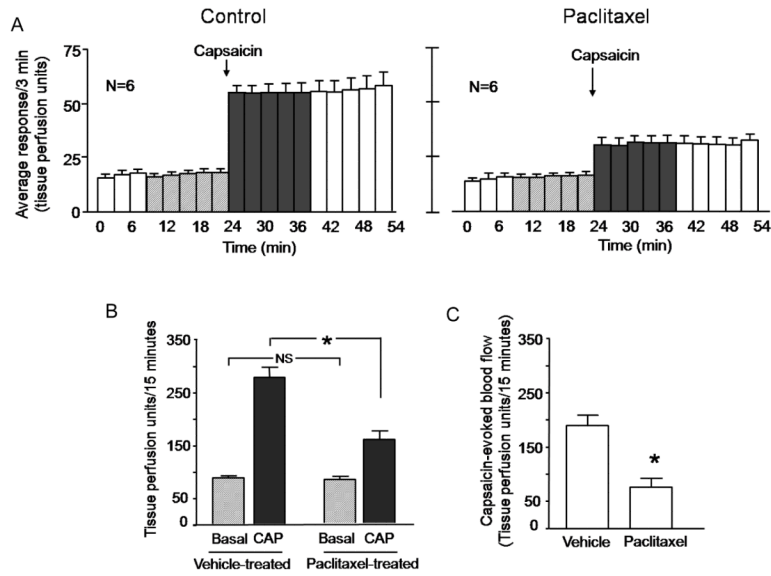 A
Control
Paclitaxel
Average response/3 min
(tissue perfusion units)
75
50
25
0
N=6
Capsaicin
0 6 12 18 24 30 36 42 48 54
Time (min)
N=6
Capsaicin
0 6 12 18 24 30 36 42 48 54
Time (min)
B
Tissue perfusion units/15 minutes
350
250
150
50
NS
*
Basal CAP Basal CAP
Vehicle-treated Paclitaxel-treated
C
Capsaicin-evoked blood flow
(Tissue perfusion units/15 minutes)
350
250
150
50
*
Vehicle Paclitaxel